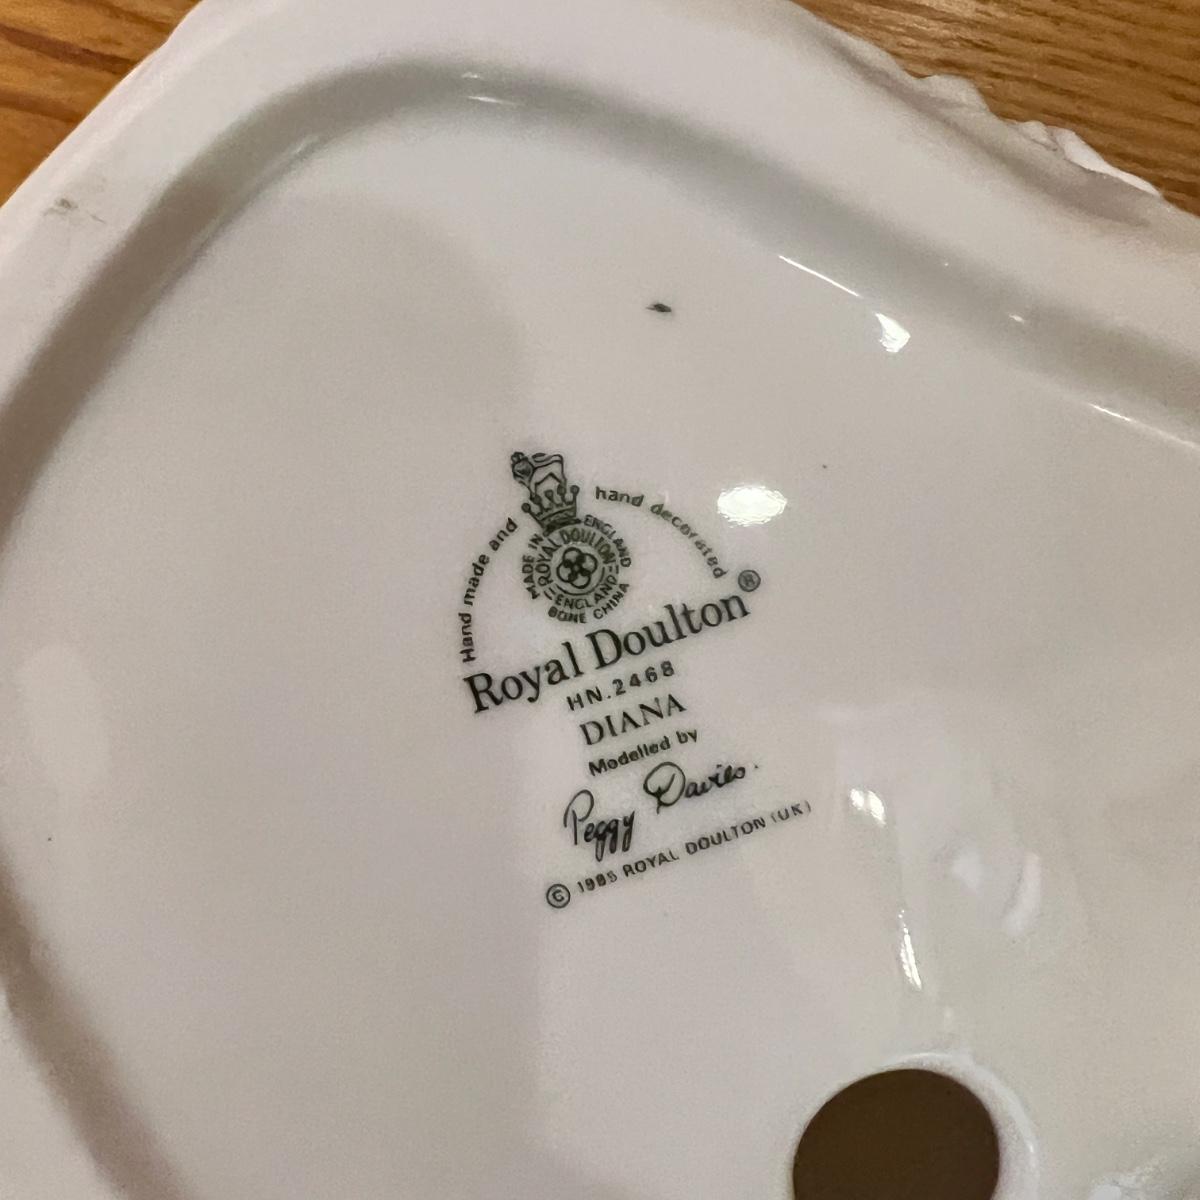 Hand made and hand decorated
MADE IN ENGLAND
ROYAL DOULTON
ENGLAND
BONE CHINA
Royal Doulton®
HN.2468
DIANA
Modelled by
Peggy Davies.
© 1985 ROYAL DOULTON (UK)